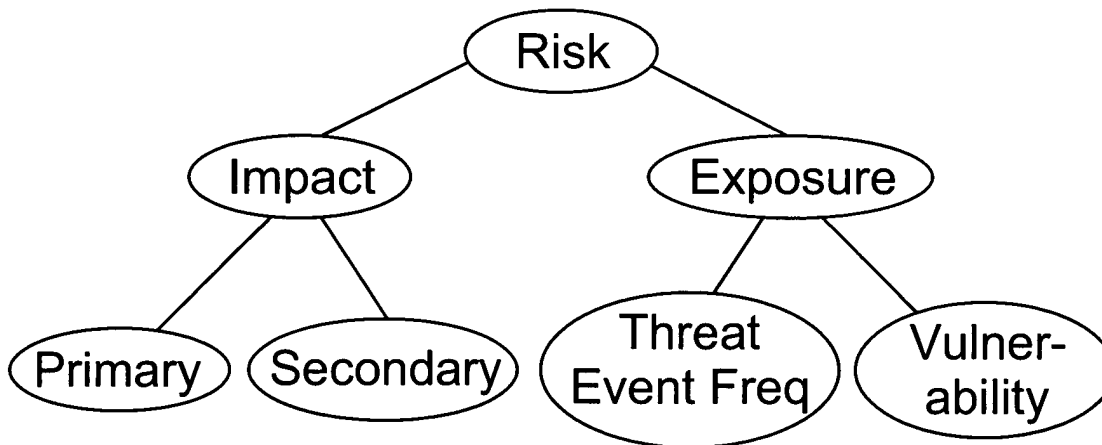 Risk
Impact
Exposure
Primary
Secondary
Threat
Event Freq
Vulner-
ability